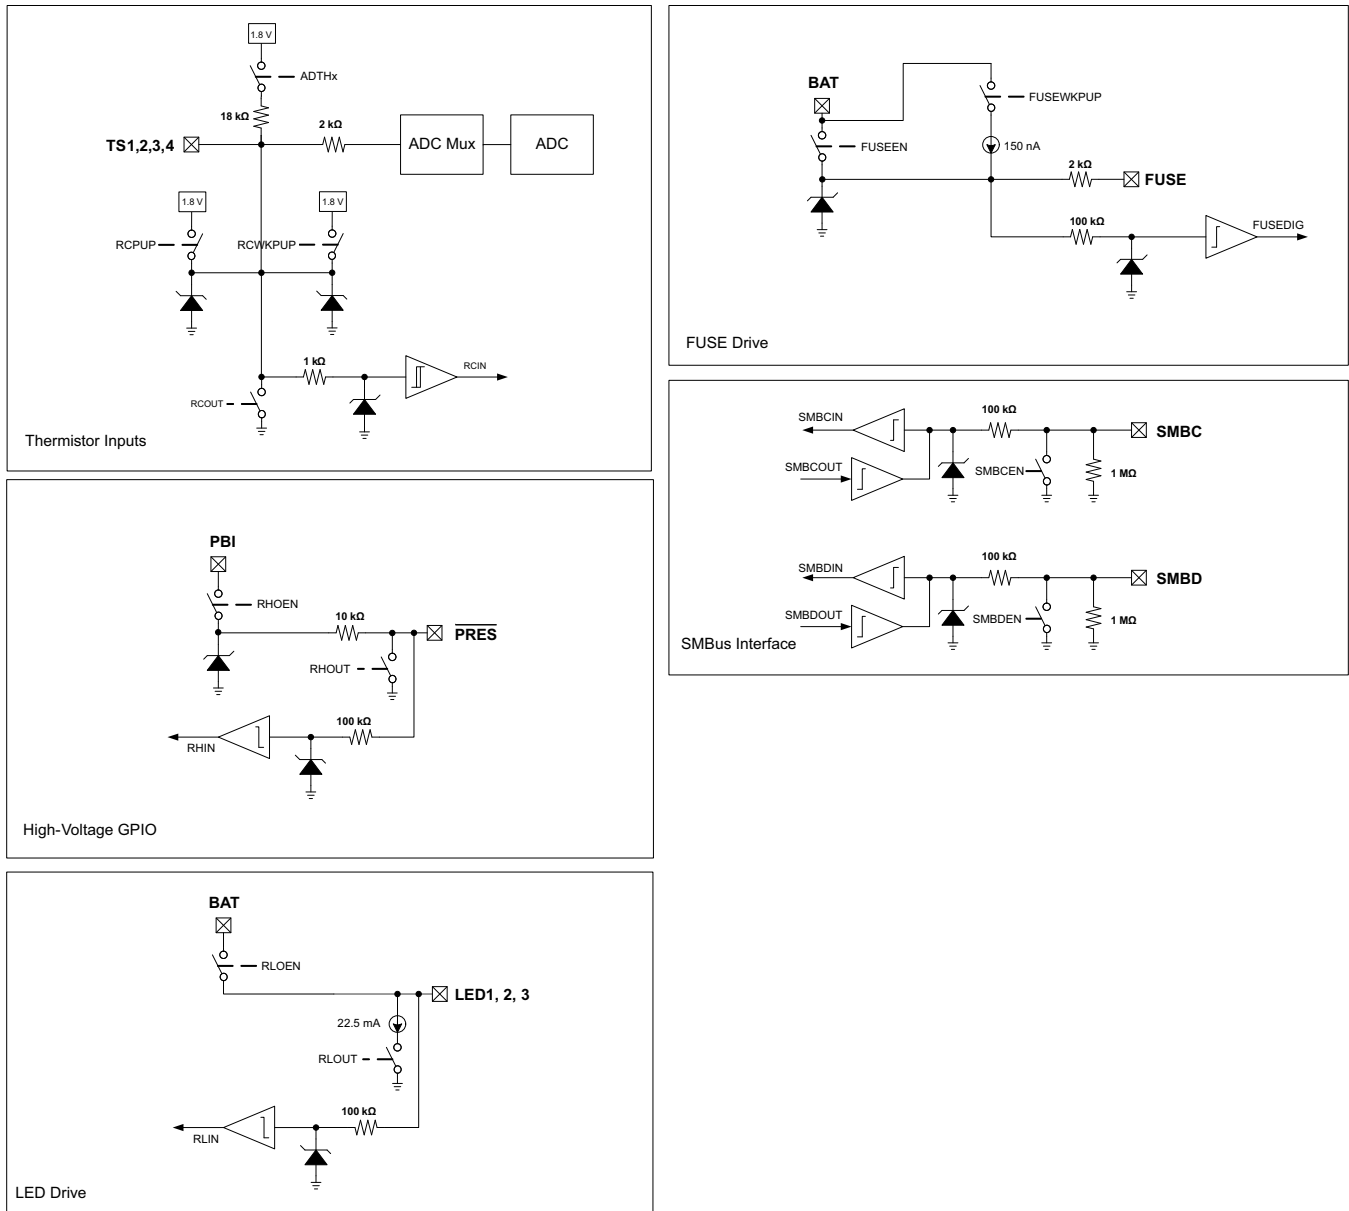 1.8 V
ADTHx
18 kΩ
2 kΩ
TS1,2,3,4
ADC Mux
ADC
1.8 V
1.8 V
RCPUP
RCWKPUP
1 kΩ
RCIN
RCOUT
Thermistor Inputs
BAT
FUSEWKPUP
FUSEEN
150 nA
2 kΩ
FUSE
100 kΩ
FUSEDIG
FUSE Drive
SMBCIN
100 kΩ
SMBC
SMBCOUT
SMBCEN
1 MΩ
SMBDIN
100 kΩ
SMBD
SMBDOUT
SMBDEN
1 MΩ
SMBus Interface
PBI
RHOEN
10 kΩ
PRES
RHOUT
100 kΩ
RHIN
High-Voltage GPIO
BAT
RLOEN
LED1, 2, 3
22.5 mA
RLOUT
100 kΩ
RLIN
LED Drive